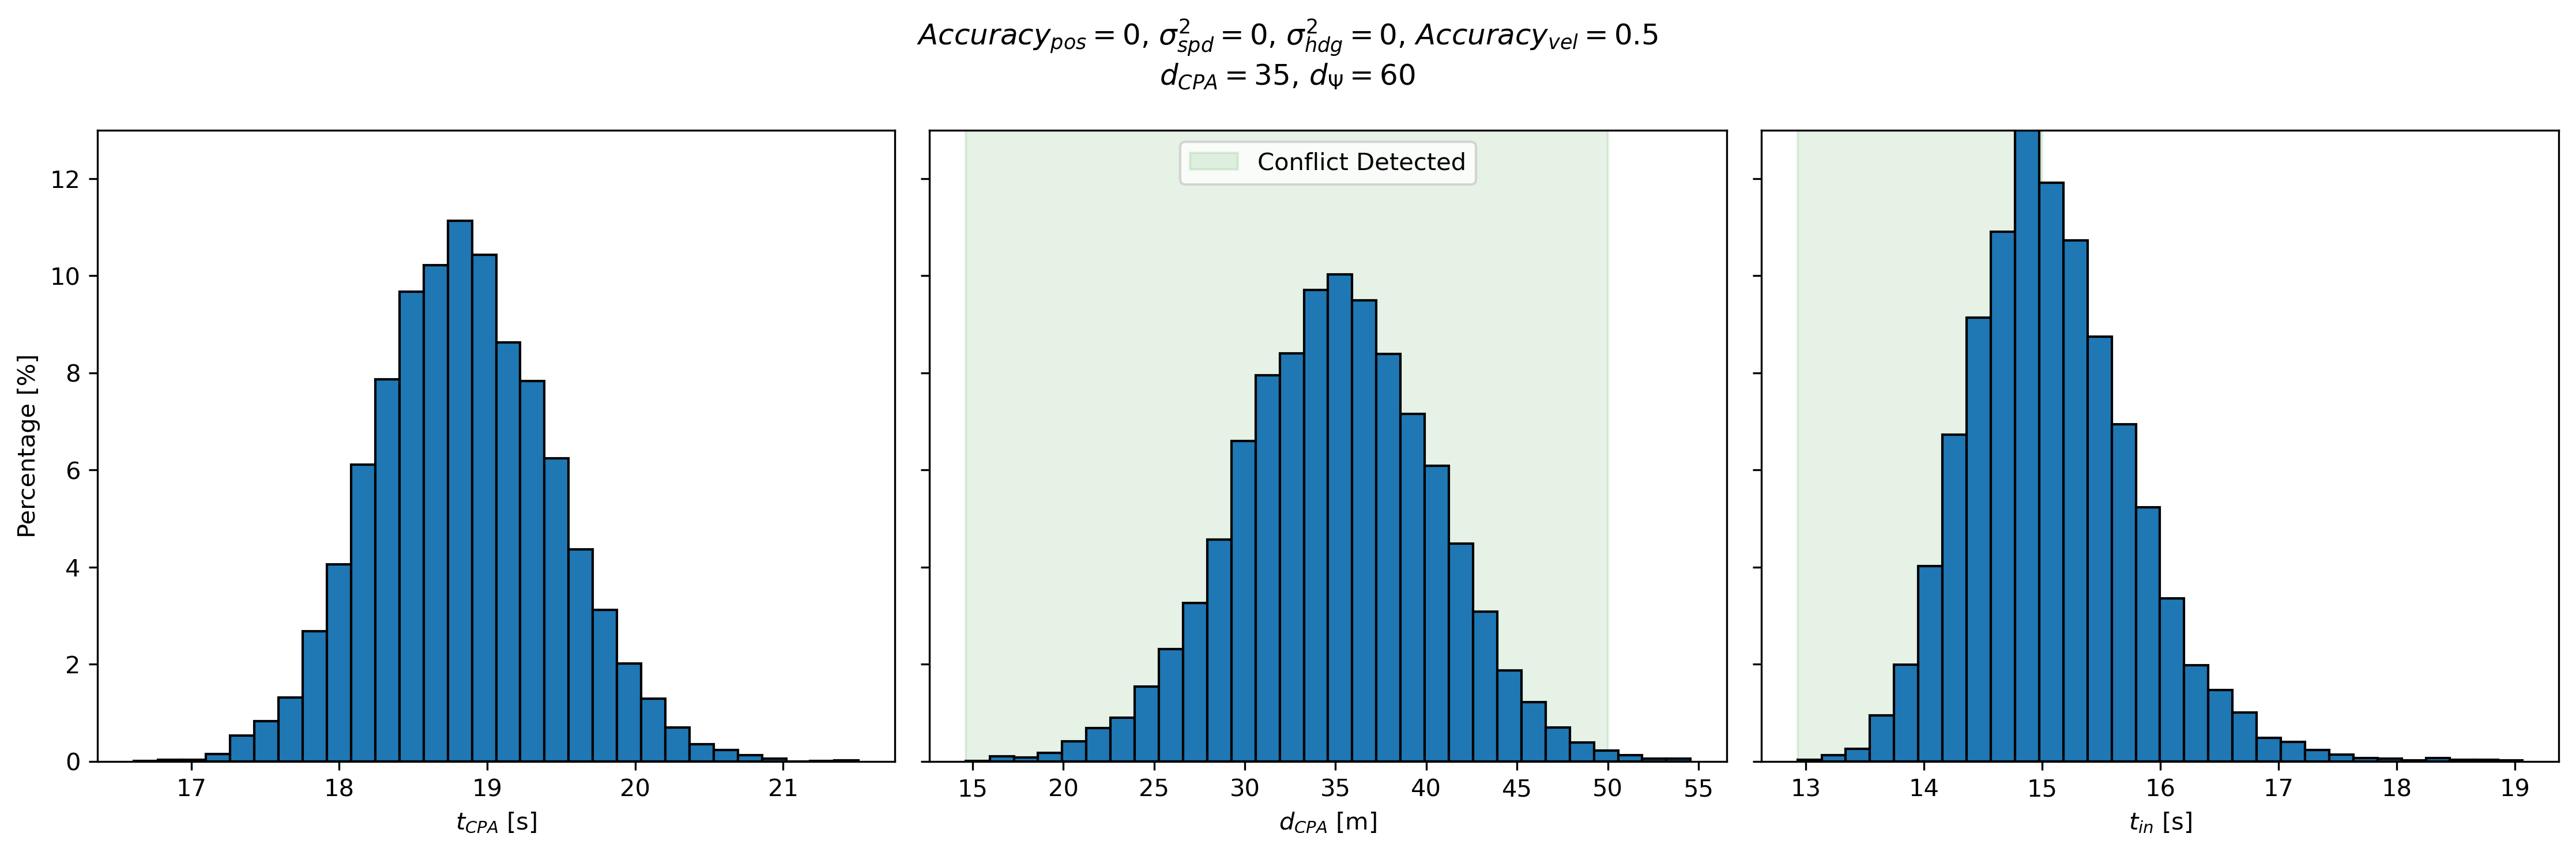 Accuracy_pos = 0, σ²_spd = 0, σ²_hdg = 0, Accuracy_vel = 0.5
d_CPA = 35, d_Ψ = 60
Percentage [%]
12
10
8
6
4
2
0
17 18 19 20 21
t_CPA [s]
Conflict Detected
15 20 25 30 35 40 45 50 55
d_CPA [m]
13 14 15 16 17 18 19
t_in [s]